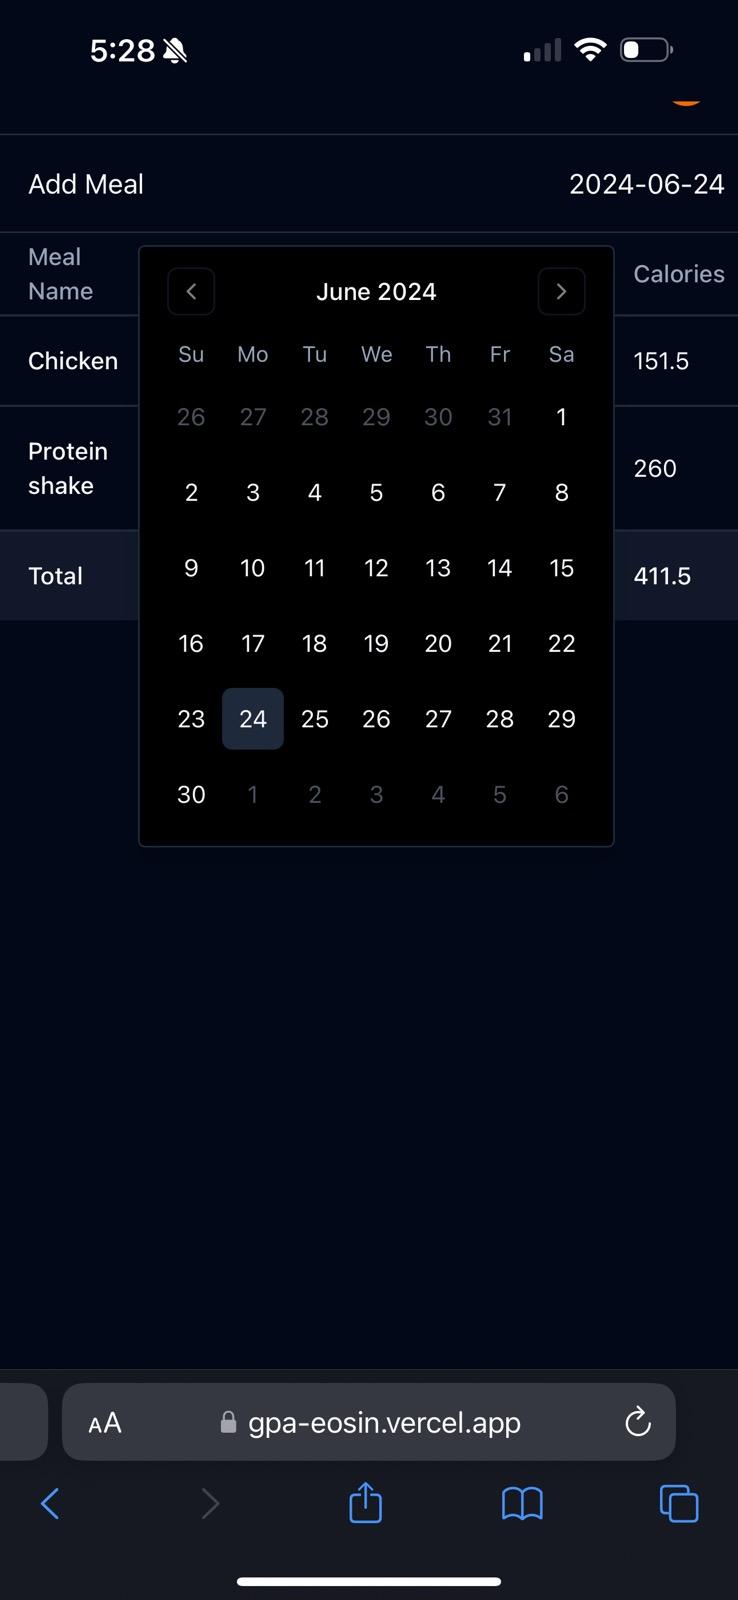 5:28
Add Meal 2024-06-24
Meal Name
Calories
June 2024
Su Mo Tu We Th Fr Sa
26 27 28 29 30 31 1
2 3 4 5 6 7 8
9 10 11 12 13 14 15
16 17 18 19 20 21 22
23 24 25 26 27 28 29
30 1 2 3 4 5 6
Chicken 151.5
Protein
shake
260
Total 411.5
AA gpa-eosin.vercel.app